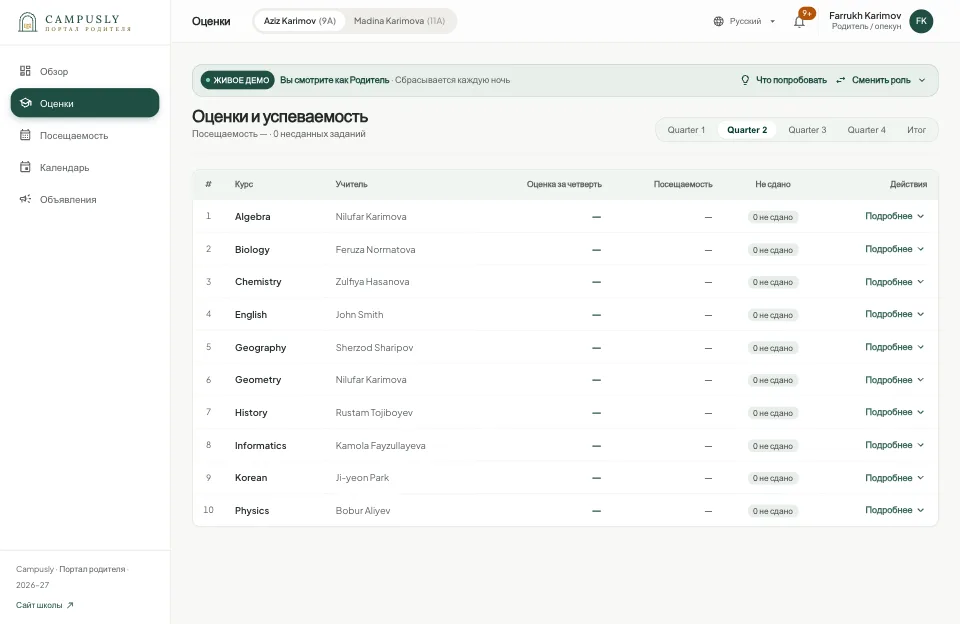 CAMPUSLY
ПОРТАЛ РОДИТЕЛЯ
Обзор
Оценки
Посещаемость
Календарь
Объявления
Campusly · Портал родителя ·
2026–27
Сайт школы
Оценки
Aziz Karimov (9A) Madina Karimova (11A)
Русский
9+
Farrukh Karimov
Родитель / опекун
FK
ЖИВОЕ ДЕМО Вы смотрите как Родитель · Сбрасывается каждую ночь Что попробовать Сменить роль
Оценки и успеваемость
Посещаемость — · 0 несданных заданий
Quarter 1 Quarter 2 Quarter 3 Quarter 4 Итог
# Курс Учитель Оценка за четверть Посещаемость Не сдано Действия
1 Algebra Nilufar Karimova — — 0 не сдано Подробнее
2 Biology Feruza Normatova — — 0 не сдано Подробнее
3 Chemistry Zulfiya Hasanova — — 0 не сдано Подробнее
4 English John Smith — — 0 не сдано Подробнее
5 Geography Sherzod Sharipov — — 0 не сдано Подробнее
6 Geometry Nilufar Karimova — — 0 не сдано Подробнее
7 History Rustam Tojiboyev — — 0 не сдано Подробнее
8 Informatics Kamola Fayzullayeva — — 0 не сдано Подробнее
9 Korean Ji-yeon Park — — 0 не сдано Подробнее
10 Physics Bobur Aliyev — — 0 не сдано Подробнее